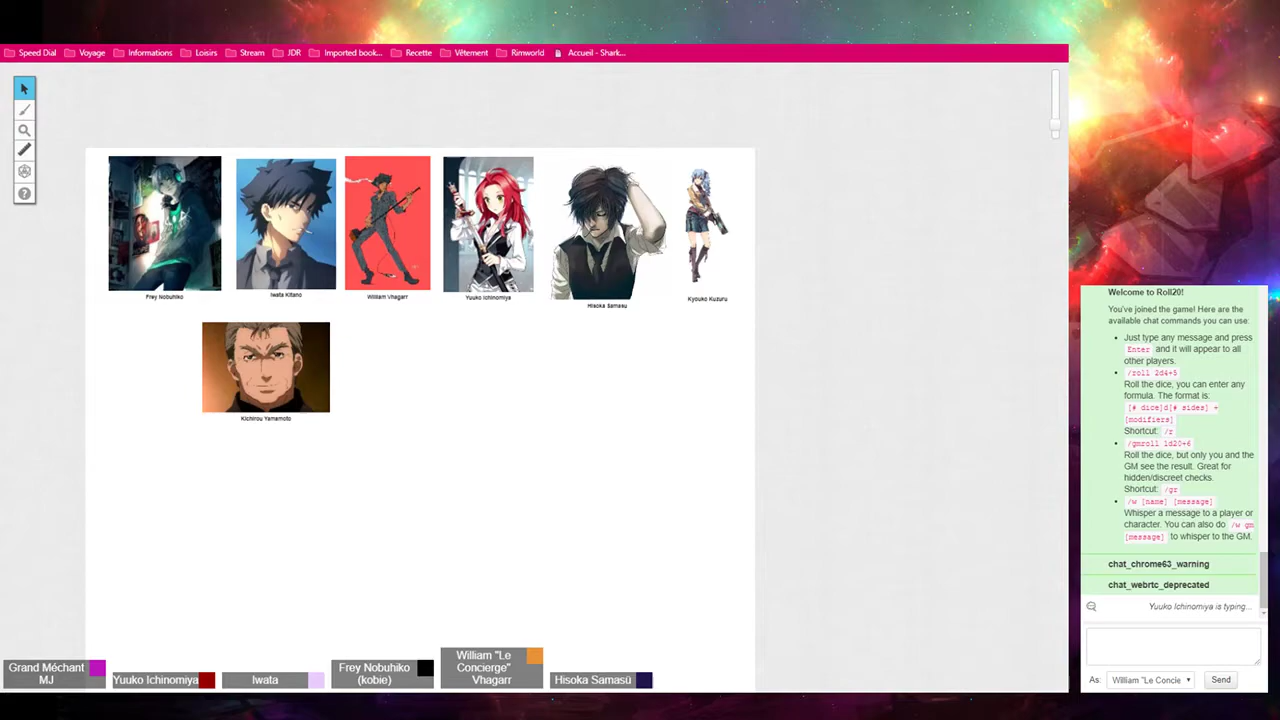 Speed Dial Voyage Informations Loisirs Stream JDR Imported book... Recette Vêtement Rimworld Accueil - Shark...
Frey Nobuhiko
Iwata Kitano
William Vhagarr
Yuuko Ichinomiya
Hisoka Samasu
Kyouko Kuzuru
Kichirou Yamamoto
Welcome to Roll20!
You've joined the game! Here are the
available chat commands you can use:
Just type any message and press
Enter and it will appear to all
other players.
/roll 2d4+5
Roll the dice, you can enter any
formula. The format is:
[# dice]d[# sides] +
[modifiers]
Shortcut: /r
/gmroll 1d20+6
Roll the dice, but only you and the
GM see the result. Great for
hidden/discreet checks.
Shortcut: /gr
/w [name] [message]
Whisper a message to a player or
character. You can also do /w gm
[message] to whisper to the GM.
chat_chrome63_warning
chat_webrtc_deprecated
Yuuko Ichinomiya is typing...
As: William "Le Concie Send
Grand Méchant
MJ
Yuuko Ichinomiya
Iwata
Frey Nobuhiko
(kobie)
William "Le
Concierge"
Vhagarr
Hisoka Samasū